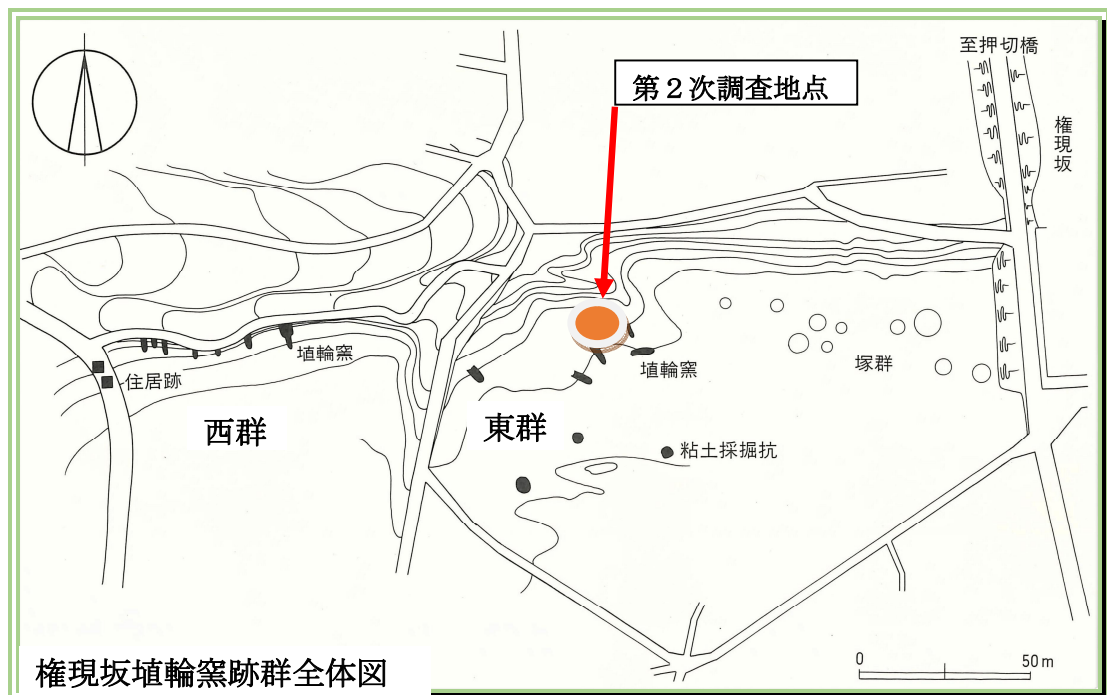 至押切橋
第２次調査地点
権現坂
埴輪窯
住居跡
埴輪窯
塚群
西群
東群
粘土採掘抗
0 50m
権現坂埴輪窯跡群全体図